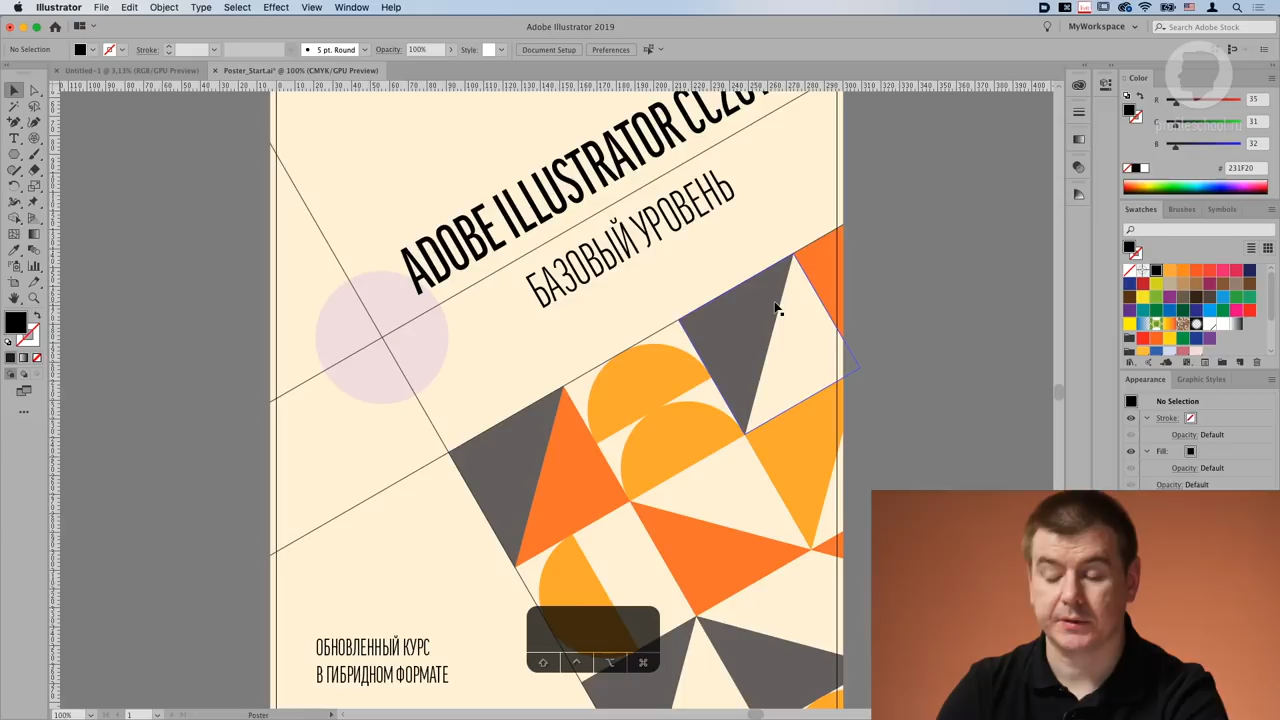 Illustrator File Edit Object Type Select Effect View Window Help
Adobe Illustrator 2019
MyWorkspace
Search Adobe Stock
No Selection
Stroke:
5 pt. Round
Opacity: 100%
Style:
Document Setup
Preferences
Untitled-1 @ 3,13% (RGB/GPU Preview)
Poster_Start.ai* @ 100% (CMYK/GPU Preview)
Color
R 35
G 31
B 32
# 231F20
Swatches Brushes Symbols
Appearance Graphic Styles
No Selection
Stroke:
Opacity: Default
Fill:
Opacity: Default
Opacity: Default
БАЗОВЫЙ УРОВЕНЬ
ОБНОВЛЕННЫЙ КУРС
В ГИБРИДНОМ ФОРМАТЕ
100%
1
Poster